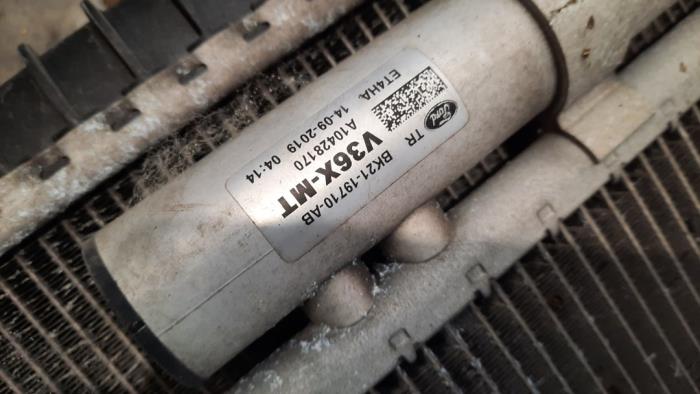 Ford
TR
BK21-19710-AB
V36X-MT
A10428170
14-09-2019 04:14
ET4HA